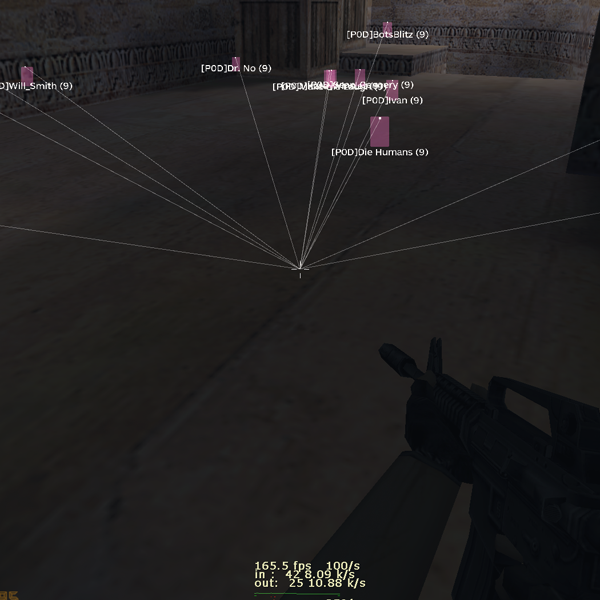 [P0D]BotsBlitz (9)
[P0D]Dr. No (9)
D]Will_Smith (9)
[P0D]Ivan (9)
[P0D]Die Humans (9)
165.5 fps 100/s
in : 42 8.09 k/s
out: 25 10.88 k/s